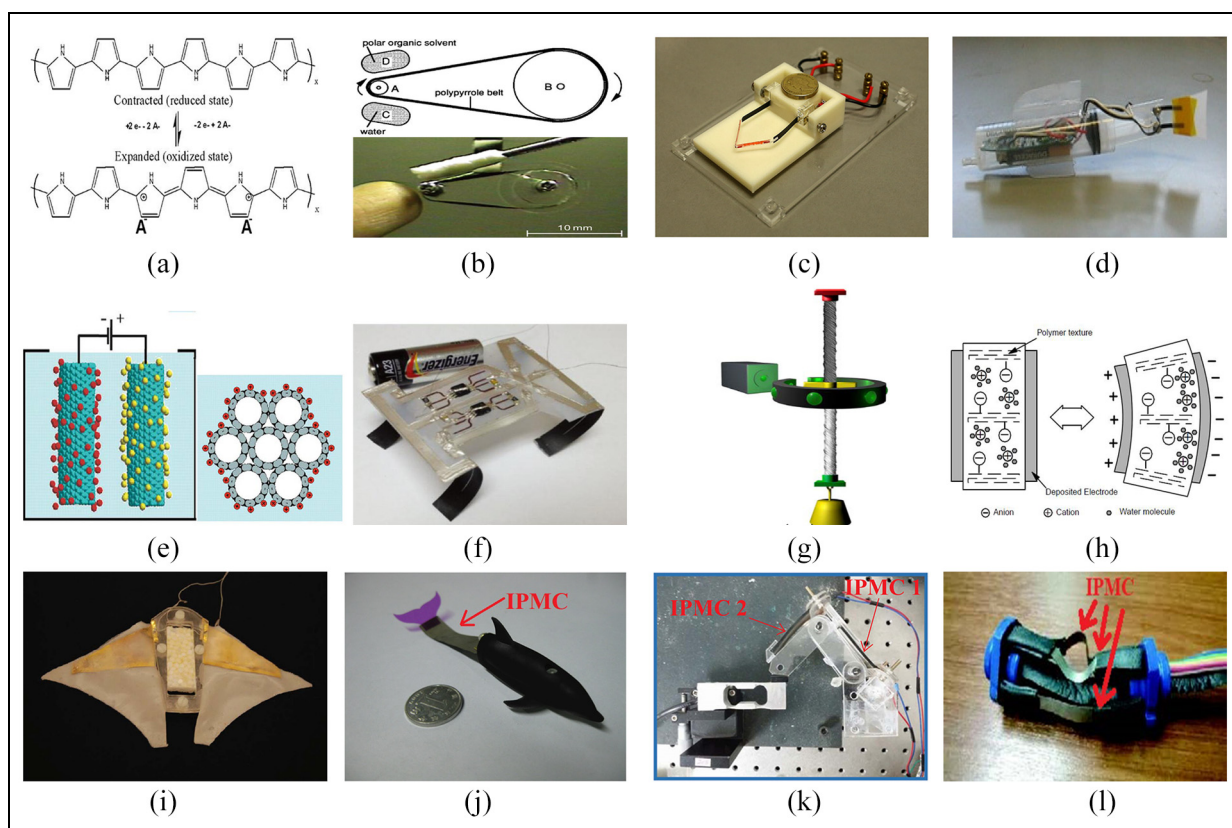 H
N
H
N
H
N
N
H
N
H
N
H
x
Contracted (reduced state)
+2 e- - 2 A-
-2 e- + 2 A-
Expanded (oxidized state)
H
N
H
N
H
N
N
H
N
H
N
H
x
A-
A-
(a)
polar organic solvent
D
A
polypyrrole belt
B
C
water
10 mm
(b)
(c)
(d)
- +
(e)
Energizer
A23
(f)
(g)
Polymer texture
Deposited Electrode
Anion
Cation
Water molecule
(h)
(i)
IPMC
(j)
IPMC 2
IPMC 1
(k)
IPMC
(l)